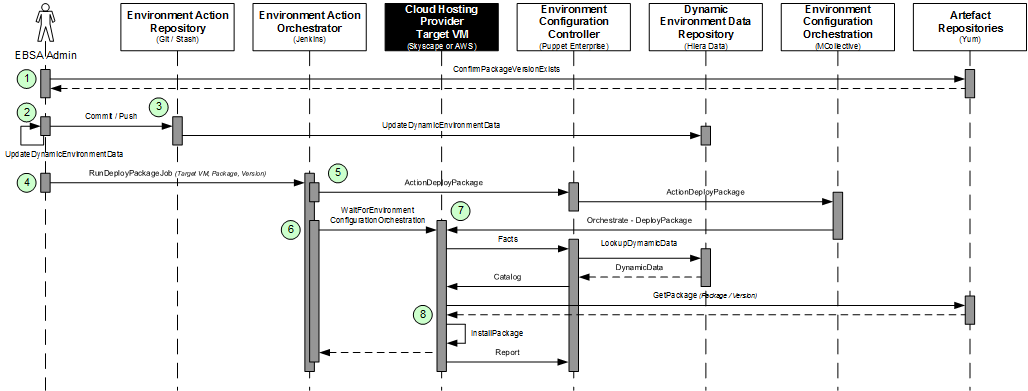 EBSA Admin
Environment Action
Repository
(Git / Stash)
Environment Action
Orchestrator
(Jenkins)
Cloud Hosting
Provider
Target VM
(Skyscape or AWS)
Environment
Configuration
Controller
(Puppet Enterprise)
Dynamic
Environment Data
Repository
(Hiera Data)
Environment
Configuration
Orchestration
(MCollective)
Artefact
Repositories
(Yum)
1
ConfirmPackageVersionExists
2
Commit / Push
3
UpdateDynamicEnvironmentData
UpdateDynamicEnvironmentData
4
RunDeployPackageJob (Target VM, Package, Version)
5
ActionDeployPackage
ActionDeployPackage
6
WaitForEnvironment
ConfigurationOrchestration
7
Orchestrate - DeployPackage
Facts
LookupDynamicData
DynamicData
Catalog
GetPackage (Package / Version)
8
InstallPackage
Report